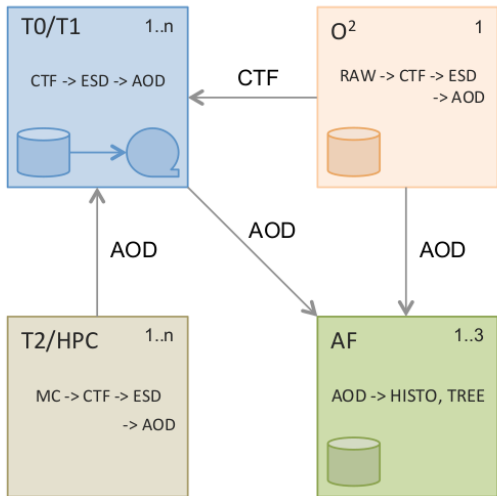 T0/T1 1..n
CTF -> ESD -> AOD
CTF
O² 1
RAW -> CTF -> ESD
-> AOD
AOD
AOD
AOD
T2/HPC 1..n
MC -> CTF -> ESD
-> AOD
AF 1..3
AOD -> HISTO, TREE